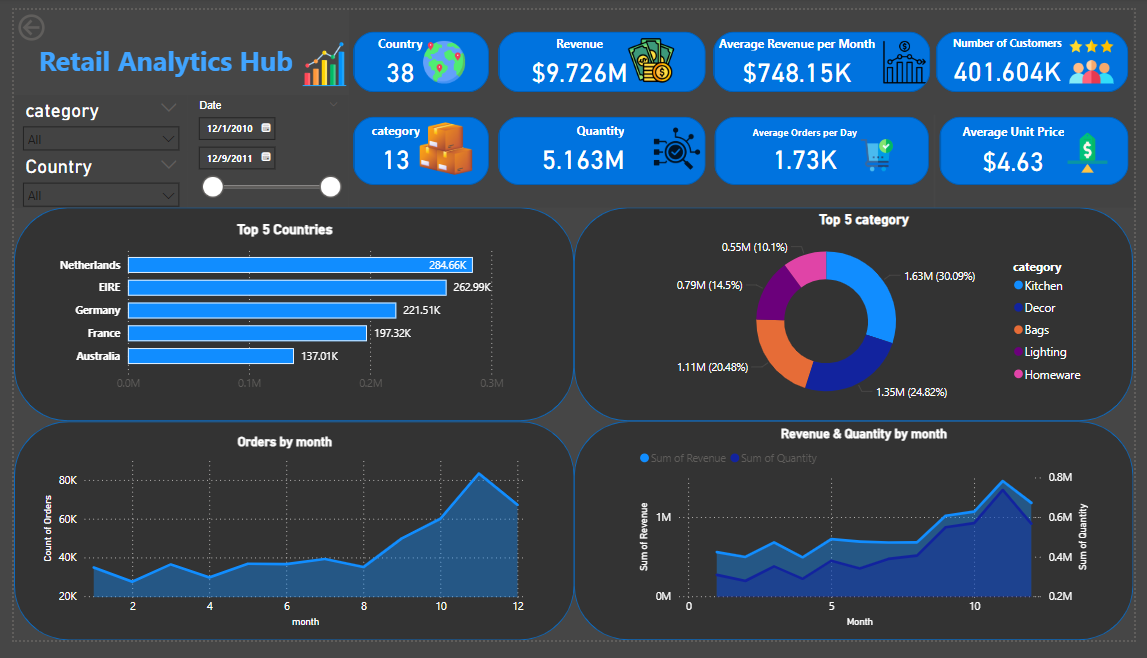 Retail Analytics Hub
Country
38
Revenue
$9.726M
Average Revenue per Month
$748.15K
Number of Customers
401.604K
category
All
Country
All
Date
12/1/2010
12/9/2011
category
13
Quantity
5.163M
Average Orders per Day
1.73K
Average Unit Price
$4.63
Top 5 Countries
Netherlands
284.66K
EIRE
262.99K
Germany
221.51K
France
197.32K
Australia
137.01K
0.0M
0.1M
0.2M
0.3M
Top 5 category
0.55M (10.1%)
1.63M (30.09%)
0.79M (14.5%)
1.11M (20.48%)
1.35M (24.82%)
category
Kitchen
Decor
Bags
Lighting
Homeware
Orders by month
Count of Orders
80K
60K
40K
20K
2
4
6
8
10
12
month
Revenue & Quantity by month
Sum of Revenue
Sum of Quantity
Sum of Revenue
1M
0M
0.8M
0.6M
0.4M
0.2M
Sum of Quantity
0
5
10
Month